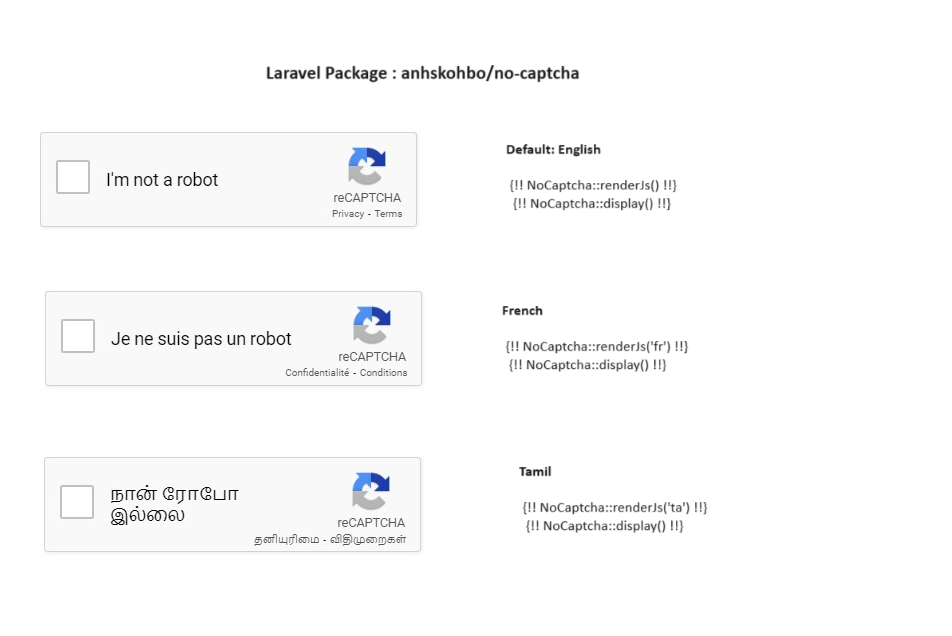 Laravel Package : anhskohbo/no-captcha
I'm not a robot
reCAPTCHA
Privacy - Terms
Default: English
{!! NoCaptcha::renderJs() !!}
{!! NoCaptcha::display() !!}
Je ne suis pas un robot
reCAPTCHA
Confidentialité - Conditions
French
{!! NoCaptcha::renderJs('fr') !!}
{!! NoCaptcha::display() !!}
நான் ரோபோ
இல்லை
reCAPTCHA
தனியுரிமை - விதிமுறைகள்
Tamil
{!! NoCaptcha::renderJs('ta') !!}
{!! NoCaptcha::display() !!}